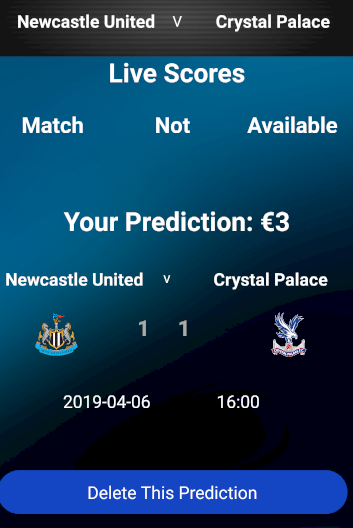 Newcastle United V Crystal Palace
Live Scores
Match Not Available
Your Prediction: €3
Newcastle United v Crystal Palace
1 1
2019-04-06 16:00
Delete This Prediction